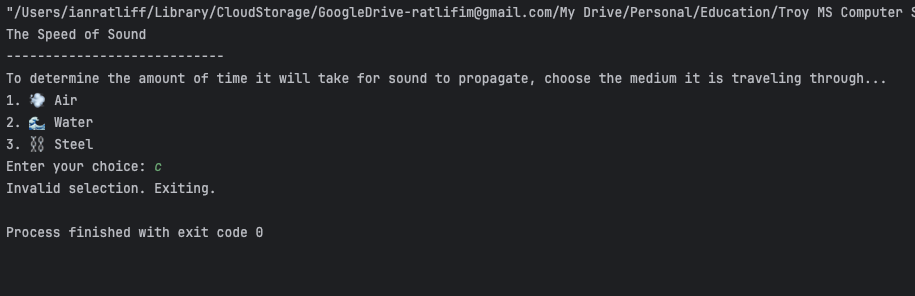 "/Users/ianratliff/Library/CloudStorage/GoogleDrive-ratlifim@gmail.com/My Drive/Personal/Education/Troy MS Computer S
The Speed of Sound
----------------------------
To determine the amount of time it will take for sound to propagate, choose the medium it is traveling through...
1. 💨 Air
2. 🌊 Water
3. ⛓ Steel
Enter your choice: c
Invalid selection. Exiting.
Process finished with exit code 0